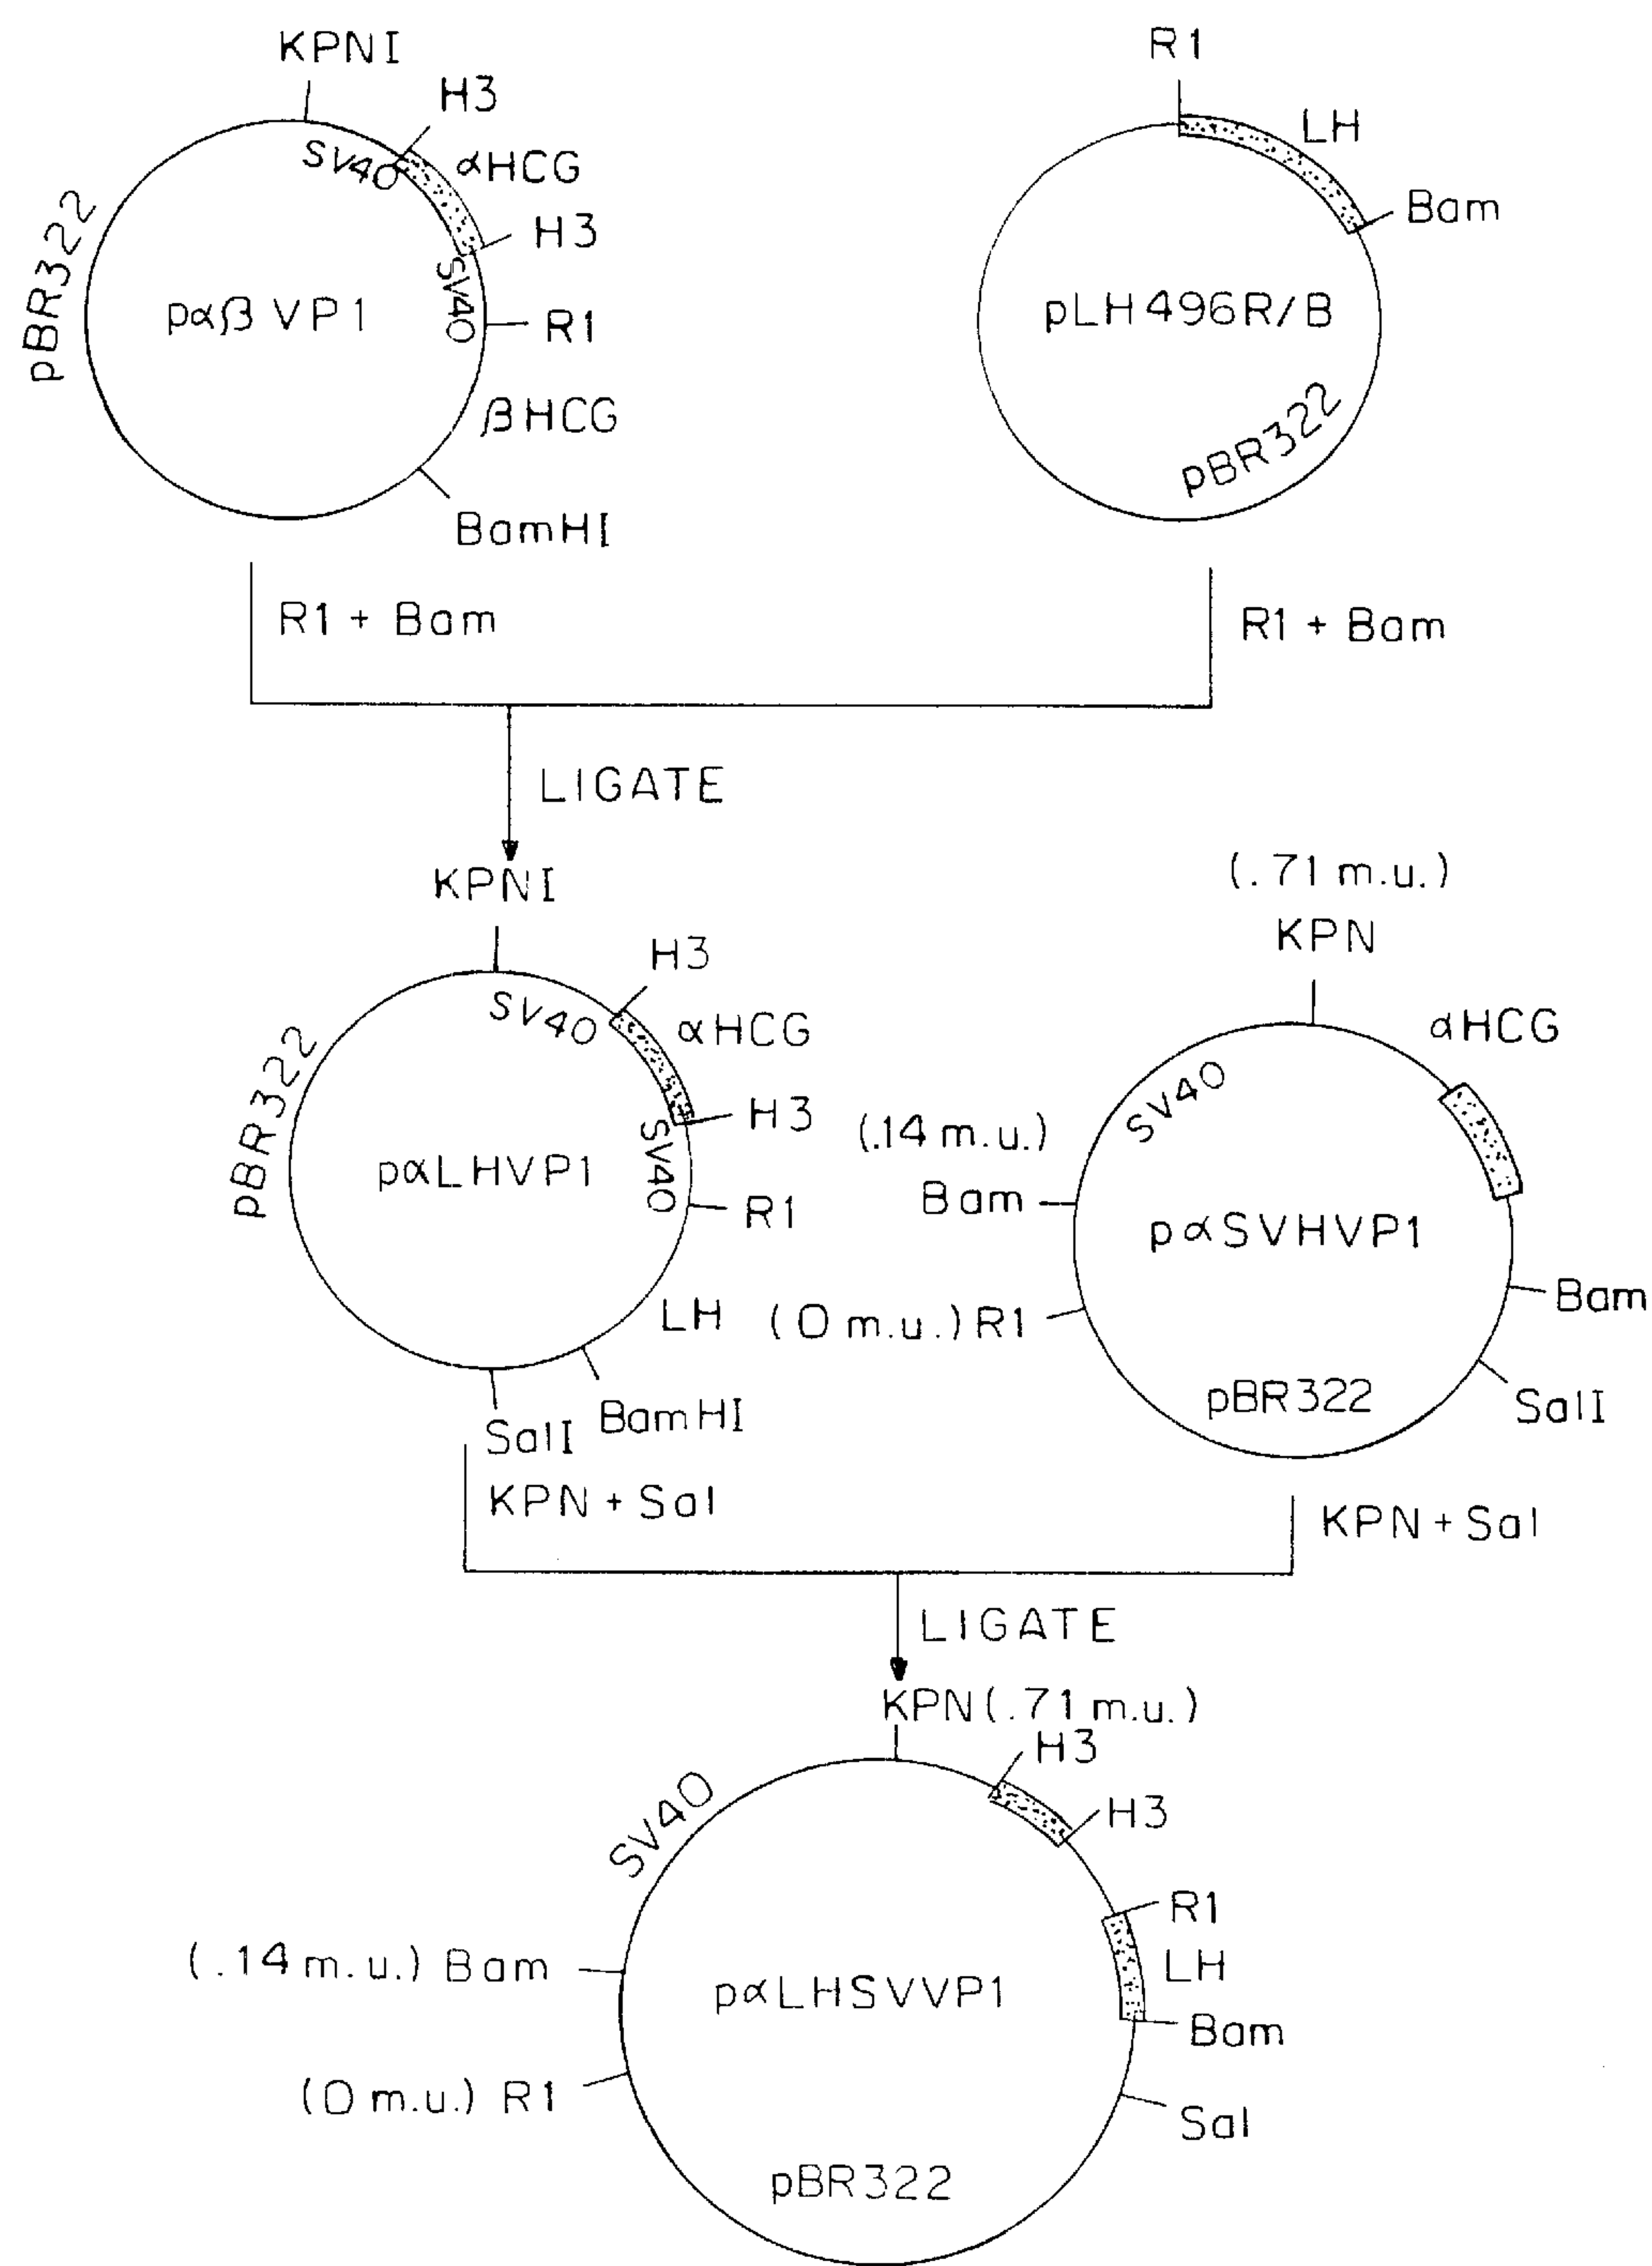 KPNI
H3
SV40
αHCG
H3
SV40
R1
βHCG
BamHI
pBR322
pαβVP1
R1 + Bam
R1
LH
Bam
pLH496R/B
pBR322
R1 + Bam
LIGATE
KPNI
H3
SV40
αHCG
H3
SV40
R1
LH
BamHI
SalI
pBR322
pαLHVP1
KPN + Sal
(.71 m.u.)
KPN
αHCG
SV40
(.14 m.u.)
Bam
pαSVHVP1
(0 m.u.) R1
Bam
SalI
pBR322
KPN + Sal
LIGATE
KPN (.71 m.u.)
H3
H3
SV40
R1
LH
(.14 m.u.) Bam
pαLHSVVP1
Bam
(0 m.u.) R1
Sal
pBR322